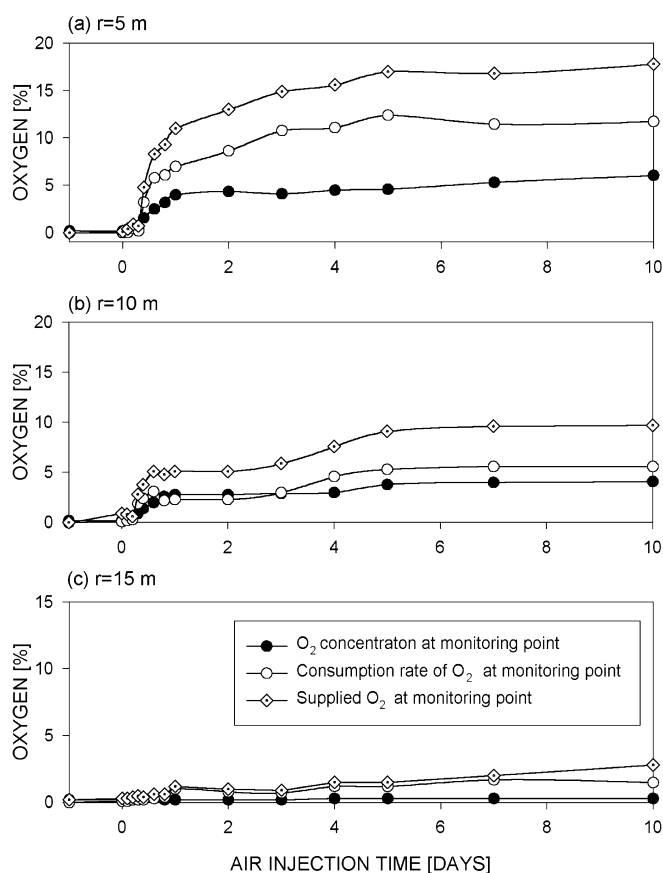 (a) r=5 m
20
15
10
5
0
OXYGEN [%]
0 2 4 6 8 10
(b) r=10 m
20
15
10
5
0
OXYGEN [%]
0 2 4 6 8 10
(c) r=15 m
15
10
5
0
OXYGEN [%]
O2 concentraton at monitoring point
Consumption rate of O2 at monitoring point
Supplied O2 at monitoring point
0 2 4 6 8 10
AIR INJECTION TIME [DAYS]